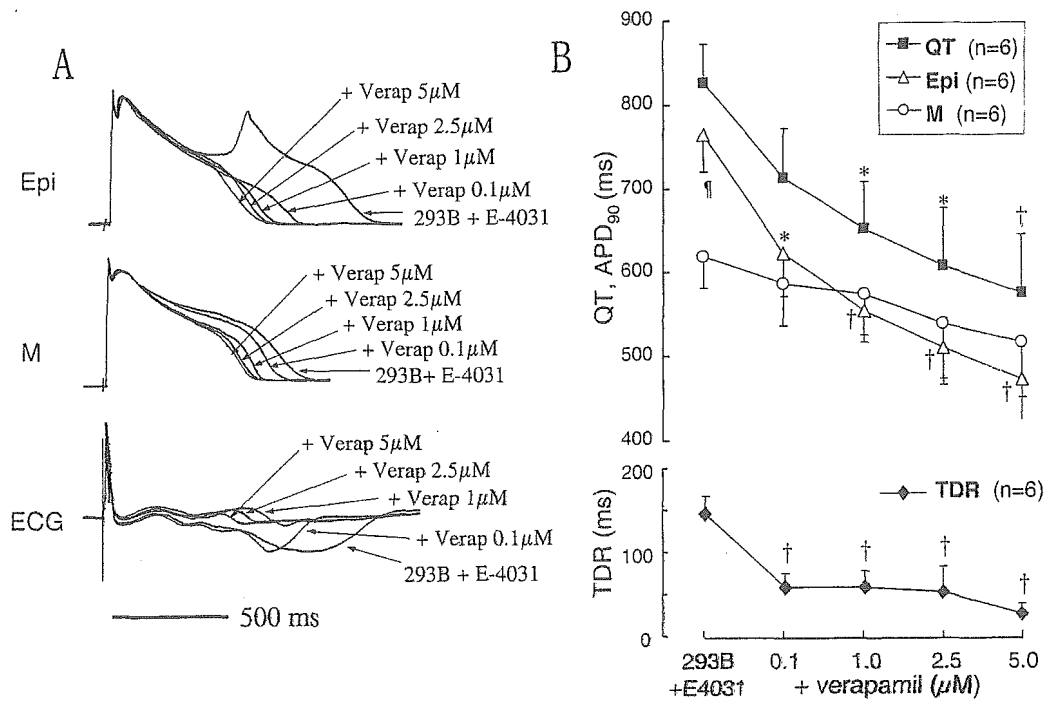 A
Epi
+ Verap 5μM
+ Verap 2.5μM
+ Verap 1μM
+ Verap 0.1μM
293B + E-4031
M
+ Verap 5μM
+ Verap 2.5μM
+ Verap 1μM
+ Verap 0.1μM
293B+ E-4031
ECG
+ Verap 5μM
+ Verap 2.5μM
+ Verap 1μM
+ Verap 0.1μM
293B + E-4031
500 ms
B
QT (n=6)
Epi (n=6)
M (n=6)
QT, APD90 (ms)
900
800
700
600
500
400
¶
*
*
*
†
†
†
†
TDR (n=6)
TDR (ms)
200
100
0
†
†
†
†
293B +E4031
0.1
1.0
2.5
5.0
+ verapamil (μM)